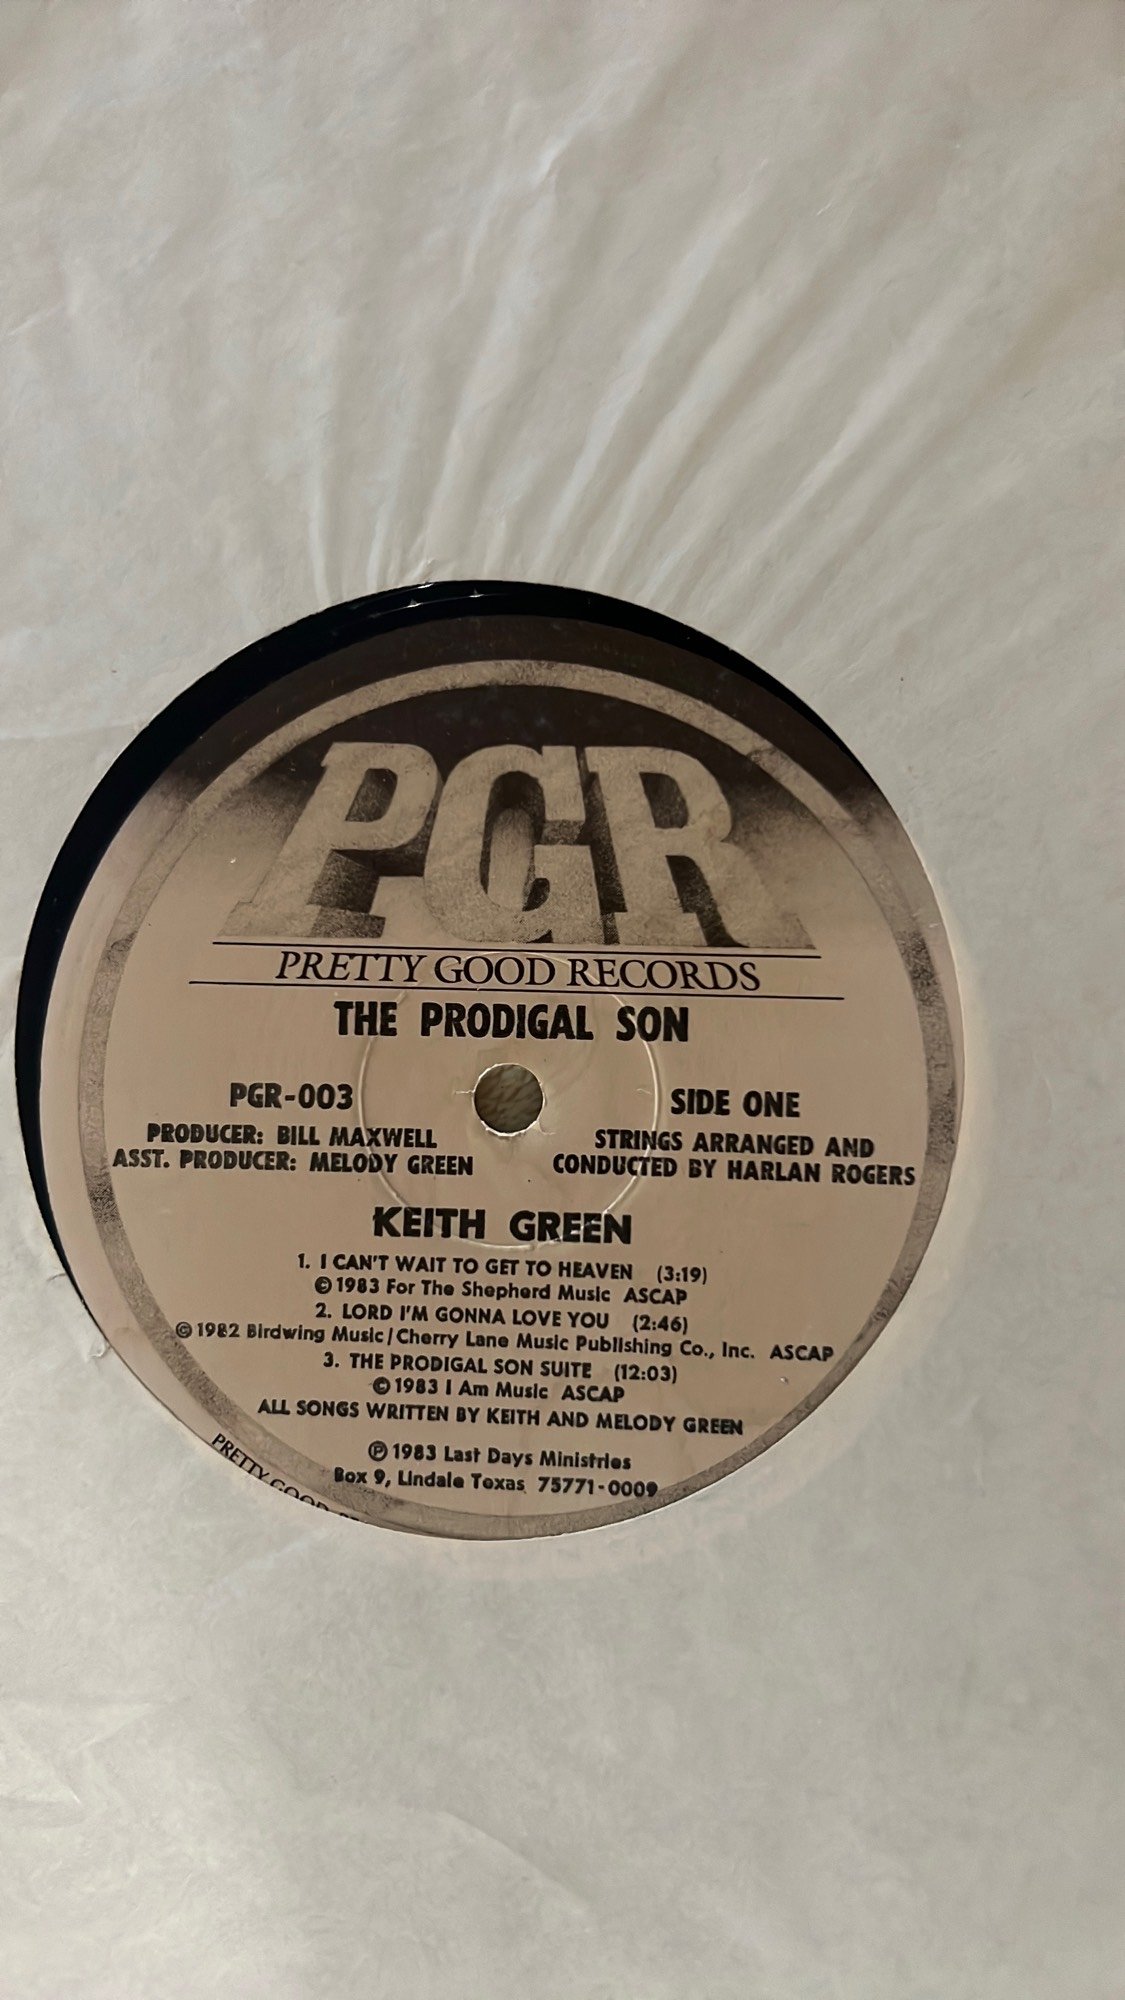 PGR
PRETTY GOOD RECORDS
THE PRODIGAL SON
PGR-003
PRODUCER: BILL MAXWELL
ASST. PRODUCER: MELODY GREEN
SIDE ONE
STRINGS ARRANGED AND
CONDUCTED BY HARLAN ROGERS
KEITH GREEN
1. I CAN'T WAIT TO GET TO HEAVEN (3:19)
© 1983 For The Shepherd Music ASCAP
2. LORD I'M GONNA LOVE YOU (2:46)
© 1982 Birdwing Music/Cherry Lane Music Publishing Co., Inc. ASCAP
3. THE PRODIGAL SON SUITE (12:03)
© 1983 I Am Music ASCAP
ALL SONGS WRITTEN BY KEITH AND MELODY GREEN
℗ 1983 Last Days Ministries
Box 9, Lindale Texas 75771-0009
PRETTY GOOD